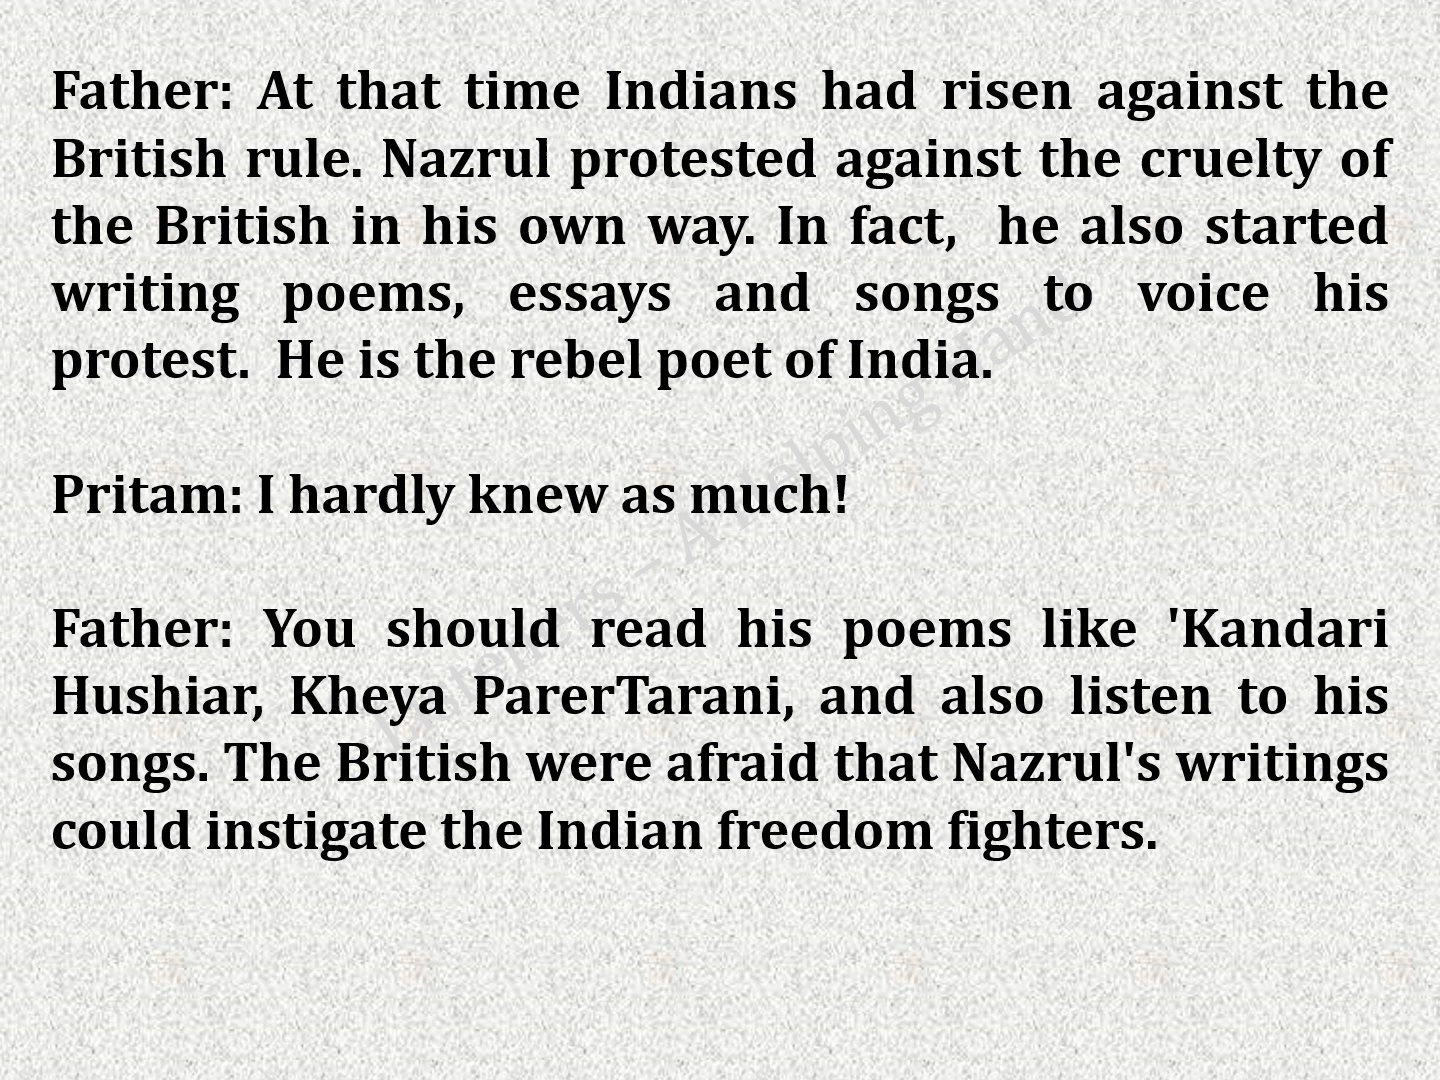 Father: At that time Indians had risen against the
British rule. Nazrul protested against the cruelty of
the British in his own way. In fact,  he also started
writing poems, essays and songs to voice his
protest.  He is the rebel poet of India.
Pritam: I hardly knew as much!
Father: You should read his poems like 'Kandari
Hushiar, Kheya ParerTarani, and also listen to his
songs. The British were afraid that Nazrul's writings
could instigate the Indian freedom fighters.
– A Helping